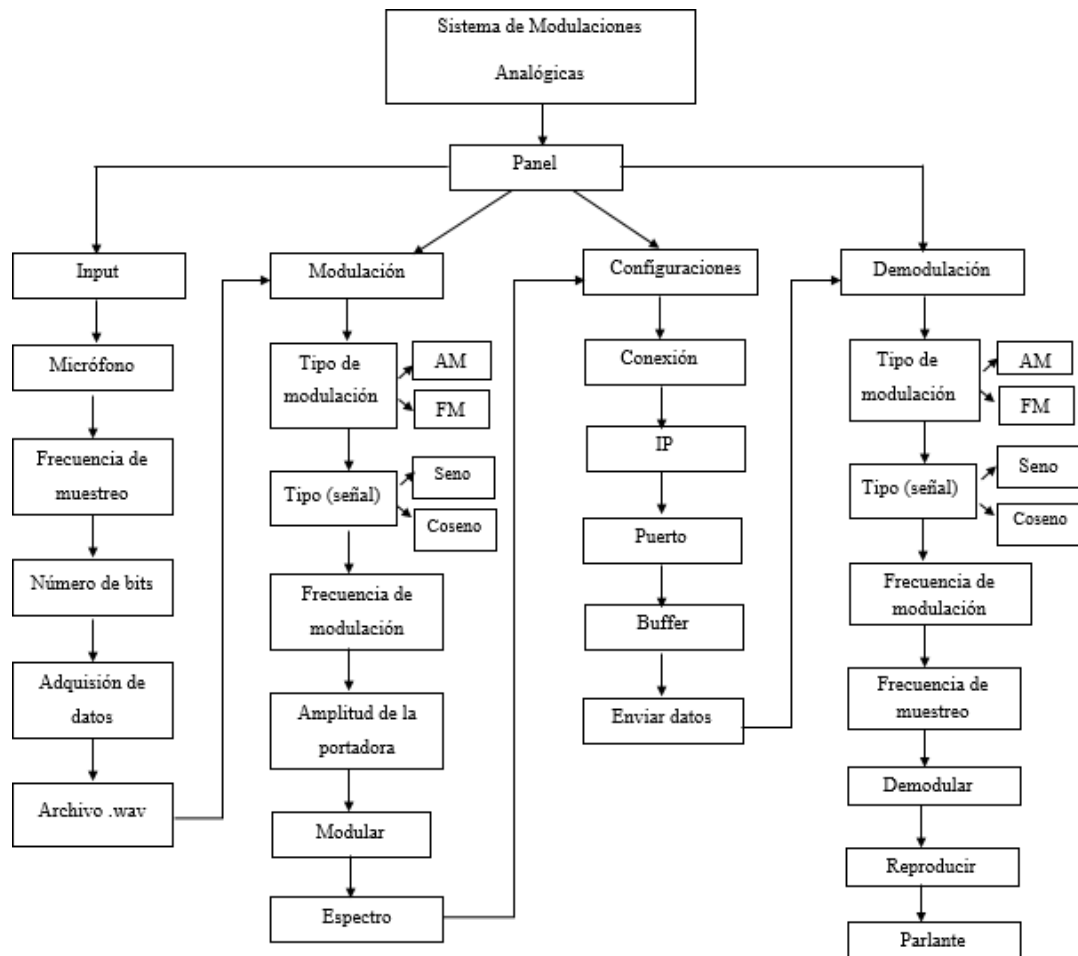 Sistema de Modulaciones
Analógicas
Panel
Input
Micrófono
Frecuencia de
muestreo
Número de bits
Adquisión de
datos
Archivo .wav
Modulación
Tipo de
modulación
AM
FM
Tipo (señal)
Seno
Coseno
Frecuencia de
modulación
Amplitud de la
portadora
Modular
Espectro
Configuraciones
Conexión
IP
Puerto
Buffer
Enviar datos
Demodulación
Tipo de
modulación
AM
FM
Tipo (señal)
Seno
Coseno
Frecuencia de
modulación
Frecuencia de
muestreo
Demodular
Reproducir
Parlante